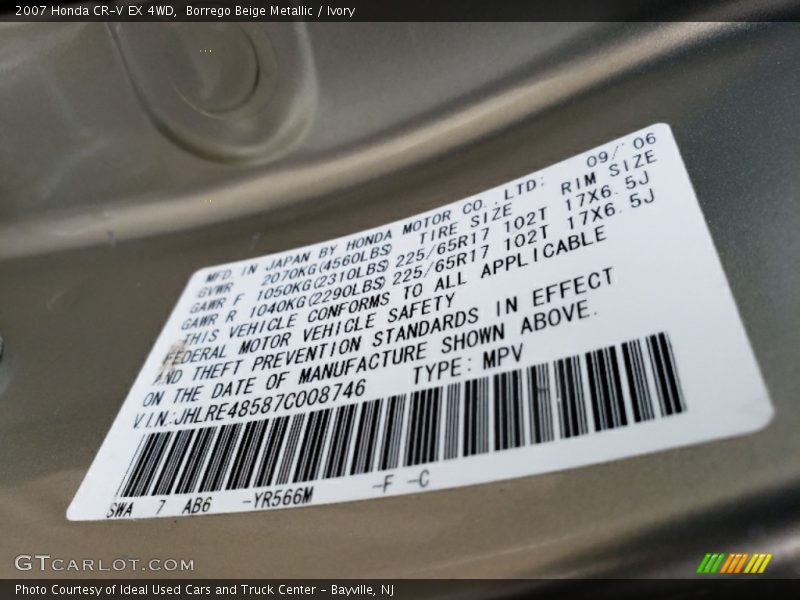 2007 Honda CR-V EX 4WD, Borrego Beige Metallic / Ivory
MFD. IN JAPAN BY HONDA MOTOR CO., LTD: 09/'06
GVWR 2070KG(4560LBS) TIRE SIZE RIM SIZE
GAWR F 1050KG(2310LBS) 225/65R17 102T 17X6.5J
GAWR R 1040KG(2290LBS) 225/65R17 102T 17X6.5J
THIS VEHICLE CONFORMS TO ALL APPLICABLE
FEDERAL MOTOR VEHICLE SAFETY
AND THEFT PREVENTION STANDARDS IN EFFECT
ON THE DATE OF MANUFACTURE SHOWN ABOVE.
V.I.N:JHLRE48587C008746 TYPE: MPV
SWA 7 AB6 -YR566M -F -C
GTCARLOT.COM
Photo Courtesy of Ideal Used Cars and Truck Center - Bayville, NJ